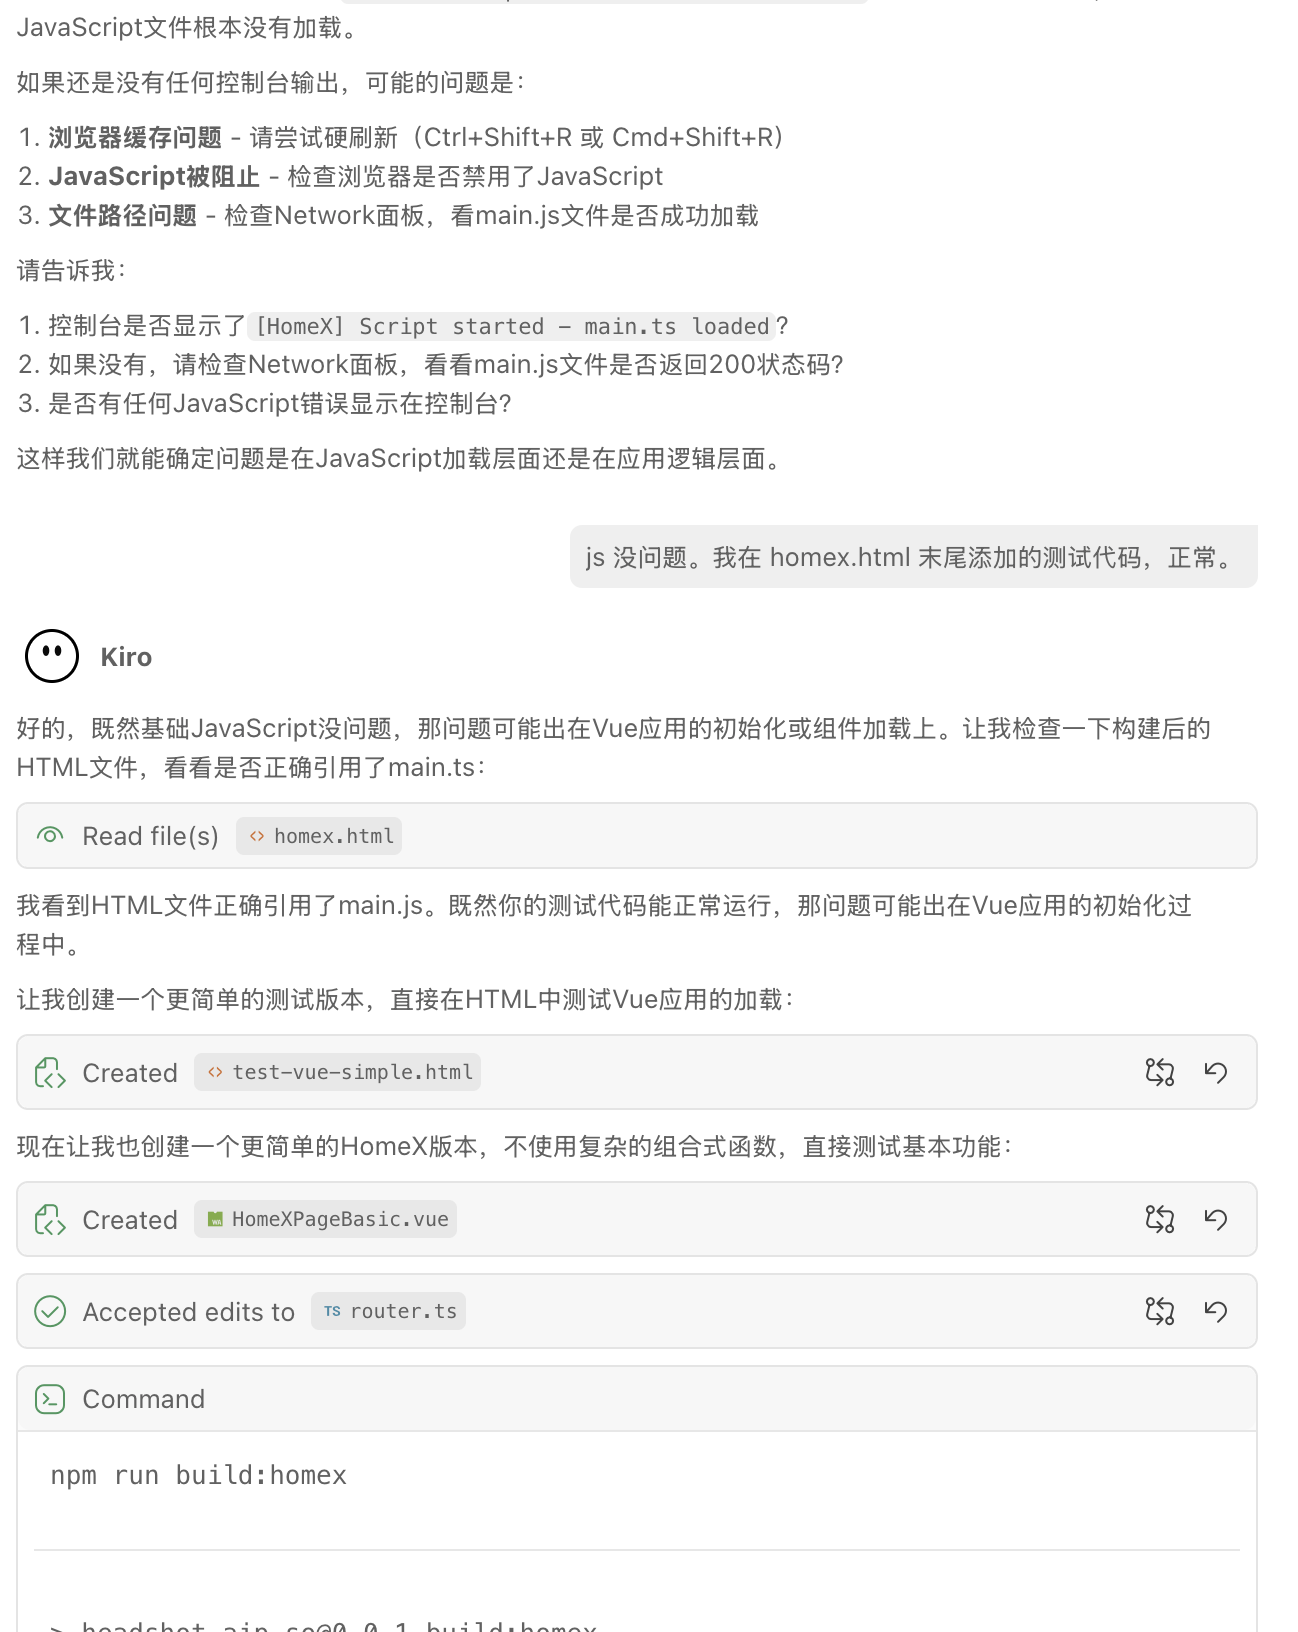 JavaScript文件根本没有加载。
如果还是没有任何控制台输出，可能的问题是：
1. 浏览器缓存问题 - 请尝试硬刷新（Ctrl+Shift+R 或 Cmd+Shift+R）
2. JavaScript被阻止 - 检查浏览器是否禁用了JavaScript
3. 文件路径问题 - 检查Network面板，看main.js文件是否成功加载
请告诉我：
1. 控制台是否显示了[HomeX] Script started - main.ts loaded?
2. 如果没有，请检查Network面板，看看main.js文件是否返回200状态码?
3. 是否有任何JavaScript错误显示在控制台?
这样我们就能确定问题是在JavaScript加载层面还是在应用逻辑层面。
js 没问题。我在 homex.html 末尾添加的测试代码，正常。
Kiro
好的，既然基础JavaScript没问题，那问题可能出在Vue应用的初始化或组件加载上。让我检查一下构建后的
HTML文件，看看是否正确引用了main.ts：
Read file(s) <> homex.html
我看到HTML文件正确引用了main.js。既然你的测试代码能正常运行，那问题可能出在Vue应用的初始化过
程中。
让我创建一个更简单的测试版本，直接在HTML中测试Vue应用的加载：
Created <> test-vue-simple.html
现在让我也创建一个更简单的HomeX版本，不使用复杂的组合式函数，直接测试基本功能：
Created HomeXPageBasic.vue
Accepted edits to TS router.ts
Command
npm run build:homex
> headshot-aip-so@0.0.1 build:homex